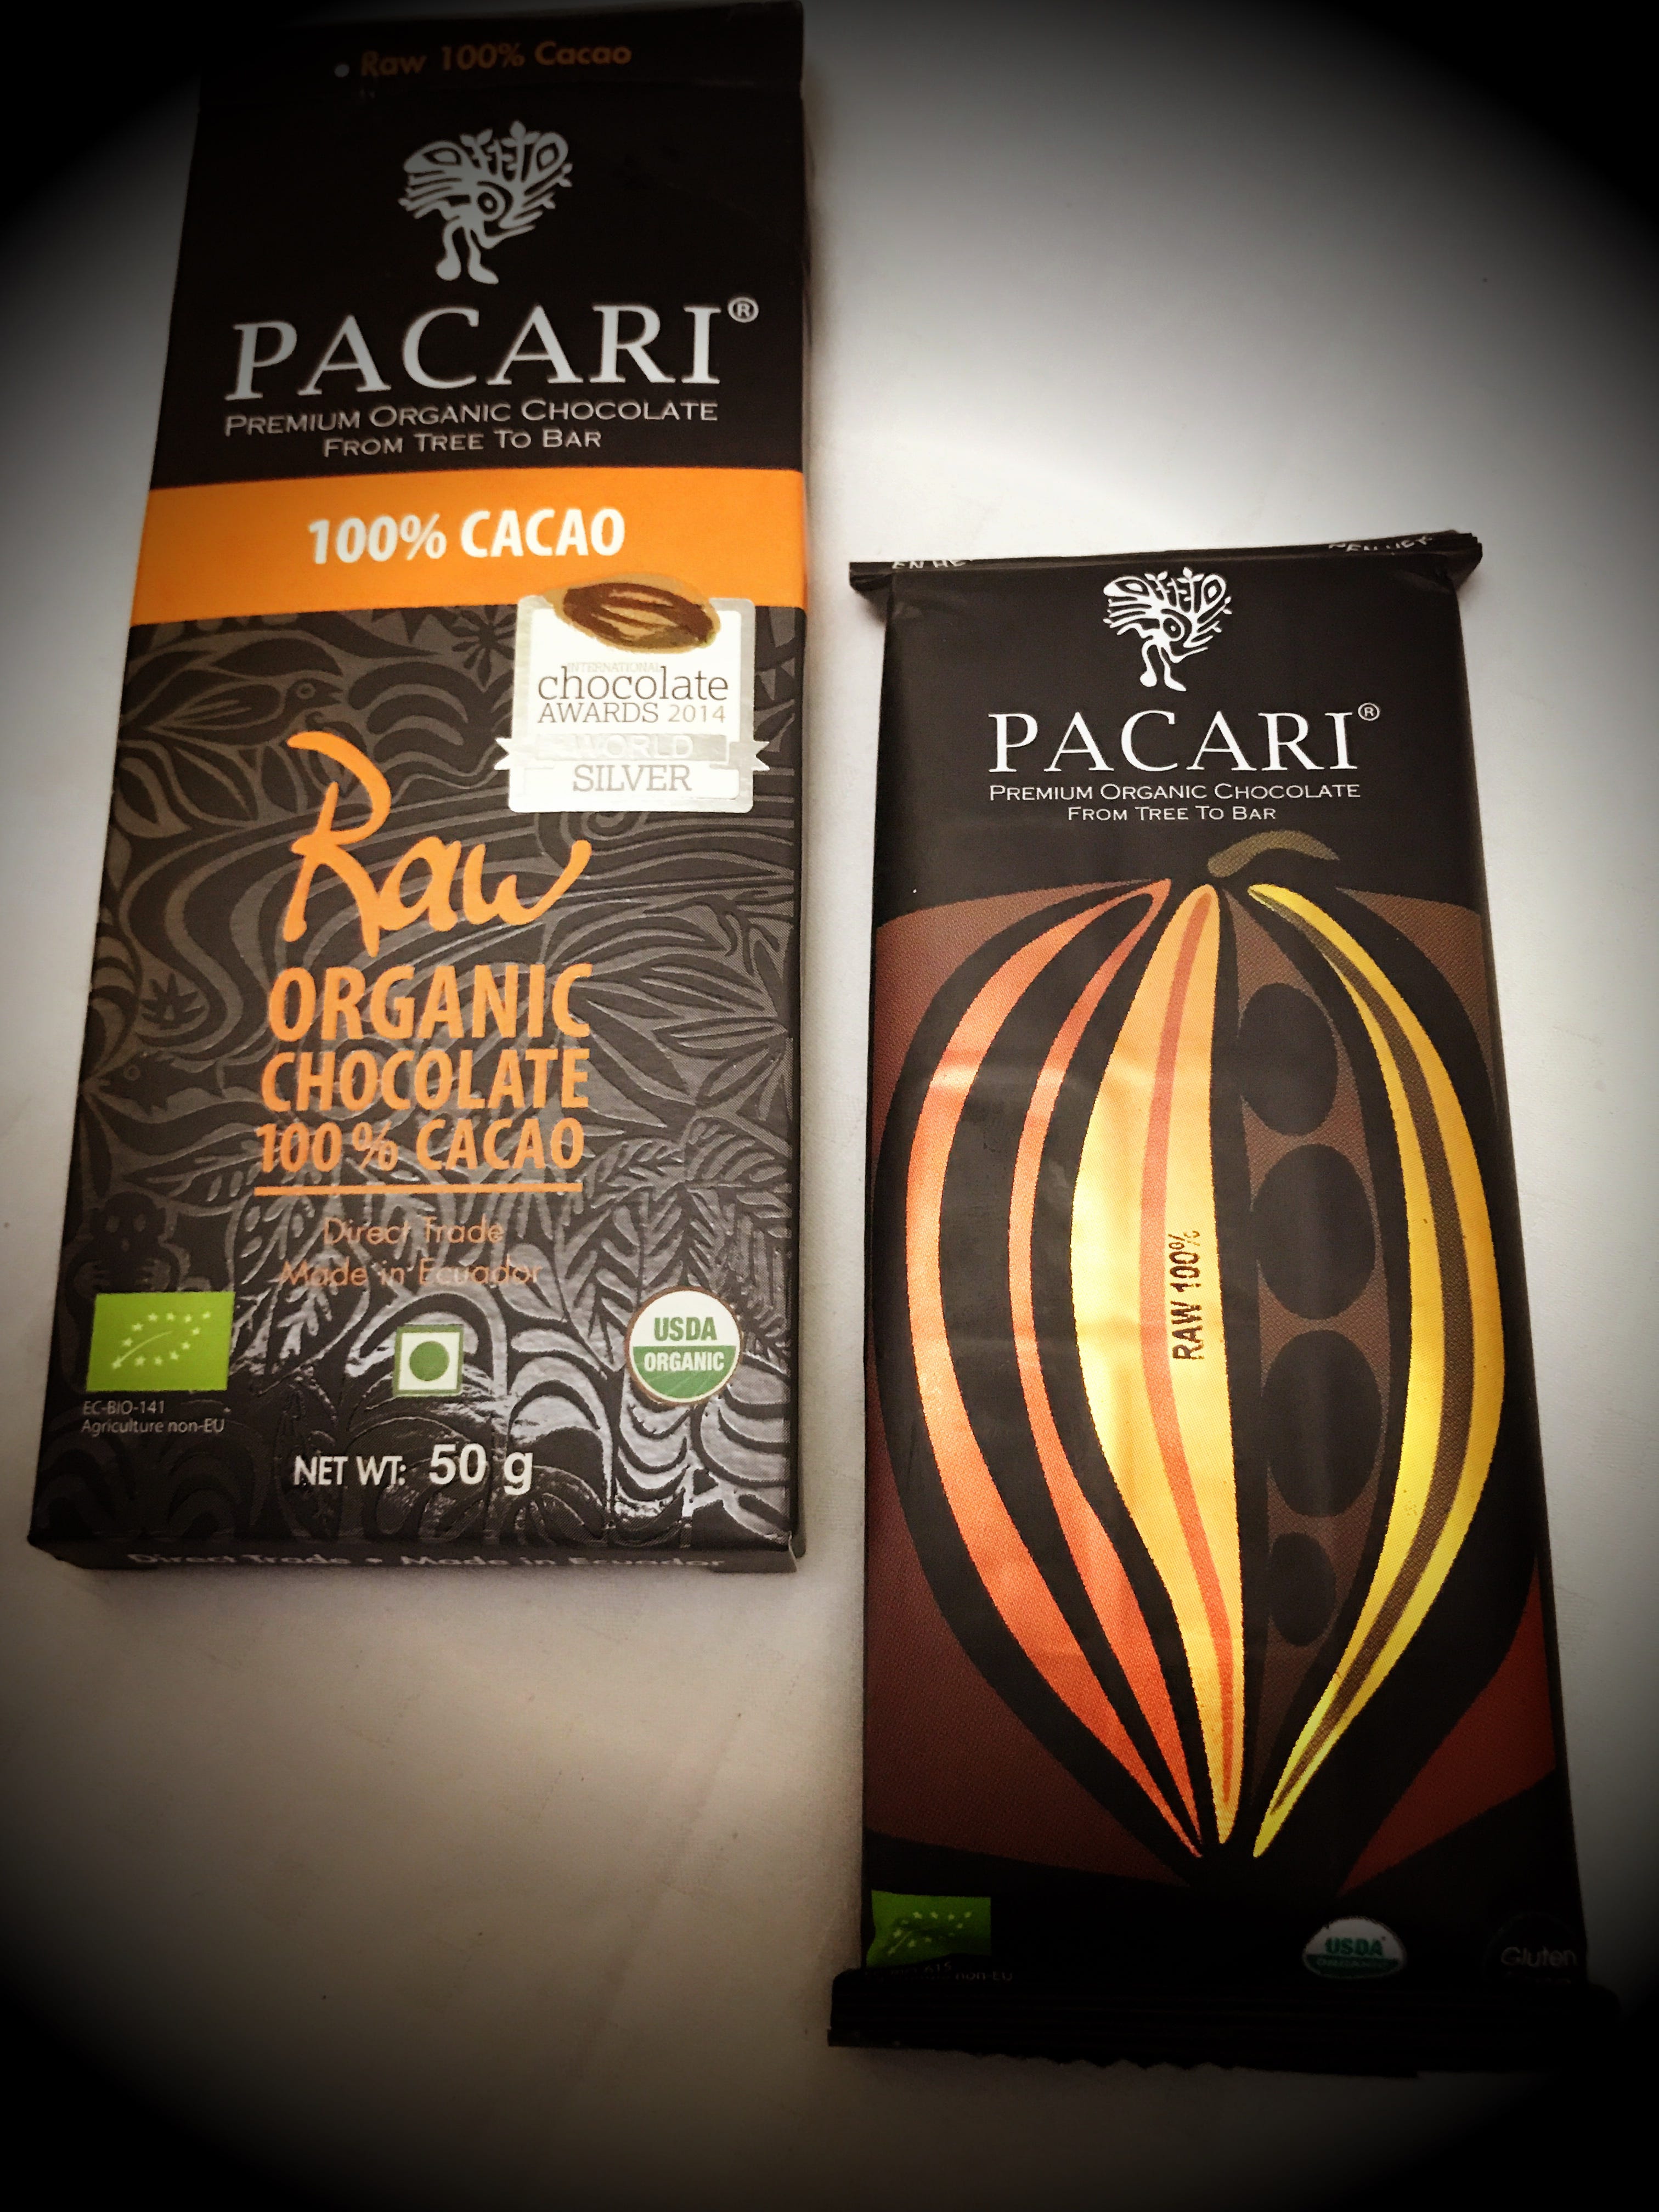 Raw 100% Cacao
PACARI®
PREMIUM ORGANIC CHOCOLATE
FROM TREE TO BAR
100% CACAO
INTERNATIONAL
chocolate
AWARDS 2014
WORLD
SILVER
Raw
ORGANIC
CHOCOLATE
100% CACAO
Direct Trade
Made in Ecuador
USDA
ORGANIC
EC-BIO-141
Agriculture non-EU
NET WT: 50 g
Direct Trade • Made in Ecuador
PACARI®
PREMIUM ORGANIC CHOCOLATE
FROM TREE TO BAR
RAW 100%
USDA
ORGANIC
Gluten
non-EU